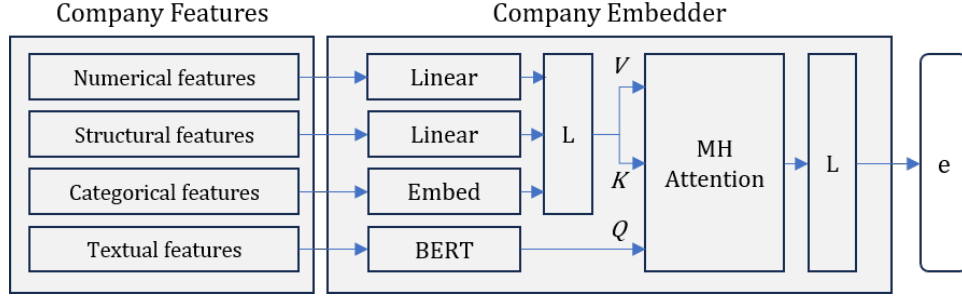 Company Features
Company Embedder
Numerical features
Linear
Structural features
Linear
Categorical features
Embed
Textual features
BERT
L
V
K
Q
MH
Attention
L
e